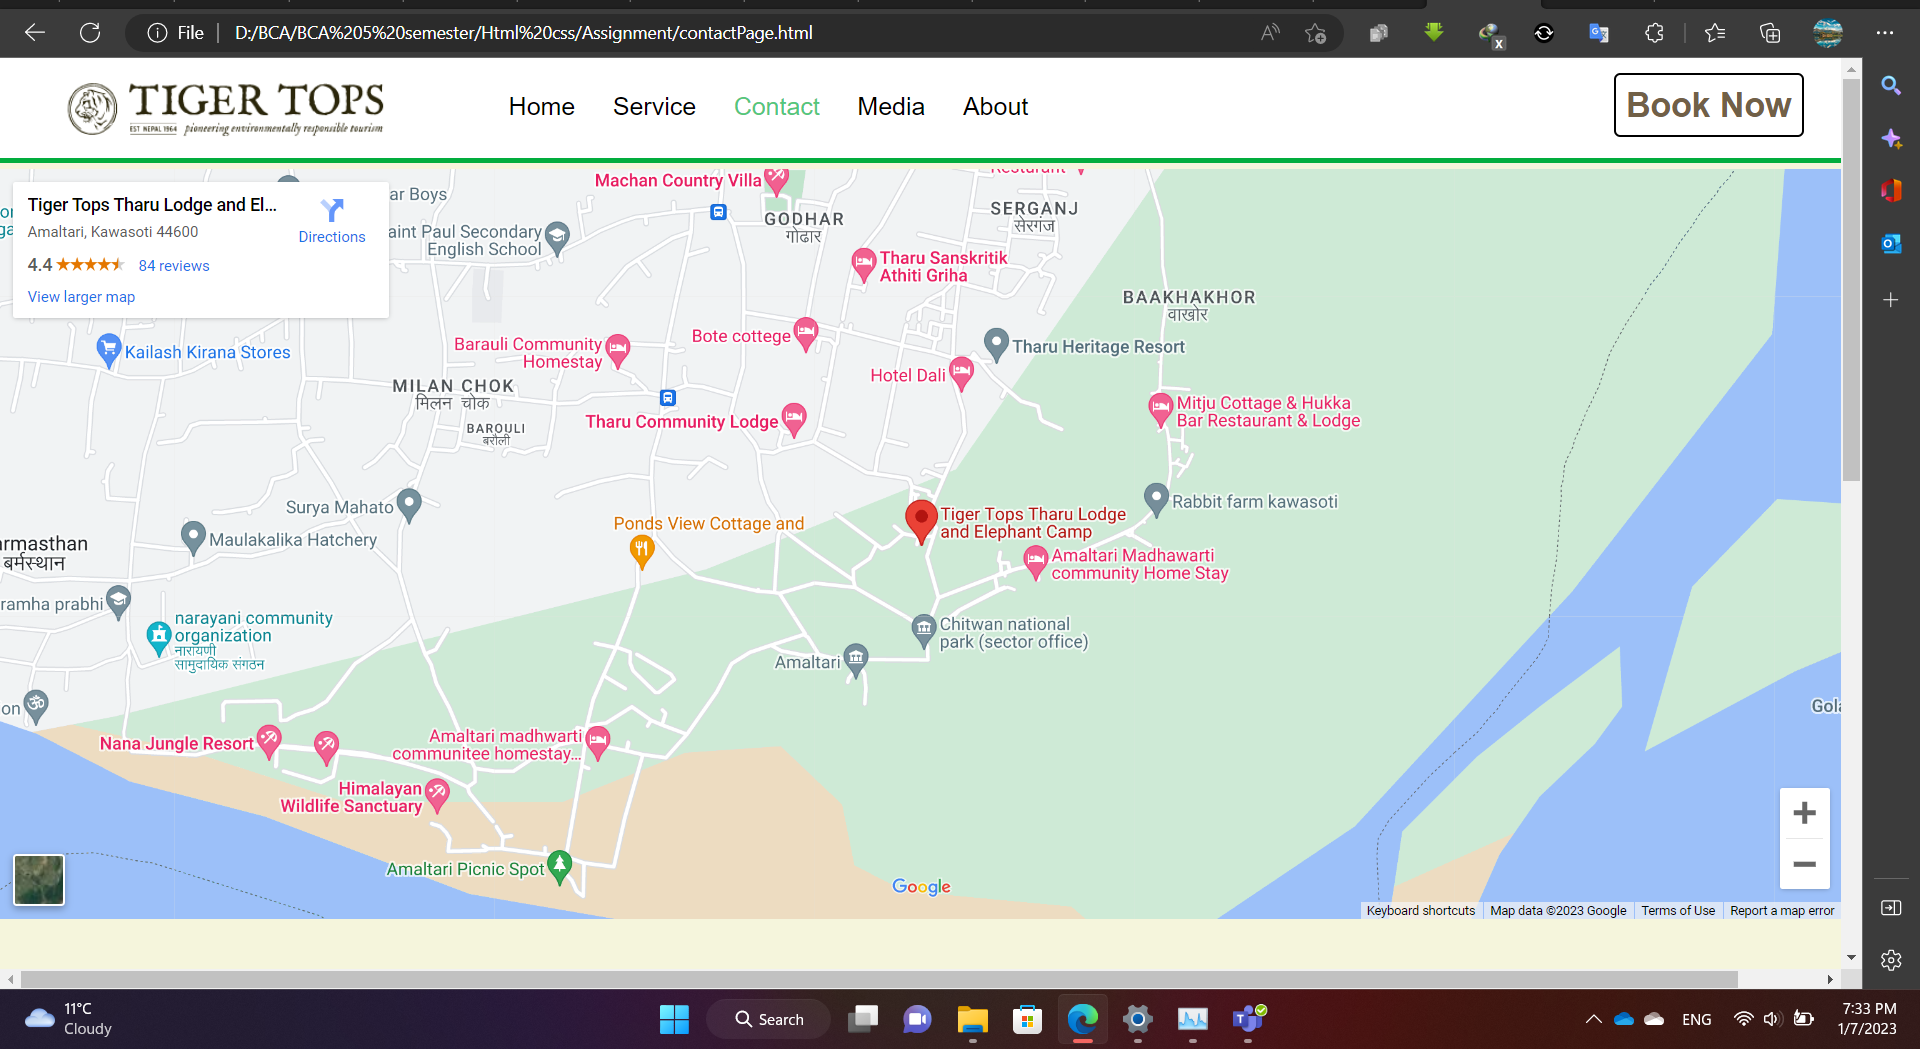 File
D:/BCA/BCA%205%20semester/Html%20css/Assignment/contactPage.html
TIGER TOPS
EST NEPAL 1964 pioneering environmentally responsible tourism
Home
Service
Contact
Media
About
Book Now
Tiger Tops Tharu Lodge and El...
Amaltari, Kawasoti 44600
4.4
84 reviews
View larger map
Directions
ar Boys
aint Paul Secondary
English School
Machan Country Villa
GODHAR
गोढार
SERGANJ
सेरगंज
Tharu Sanskritik
Athiti Griha
BAAKHAKHOR
वाखोर
Kailash Kirana Stores
Barauli Community
Homestay
Bote cottege
Tharu Heritage Resort
Hotel Dali
MILAN CHOK
मिलन चोक
BAROULI
बरौली
Tharu Community Lodge
Mitju Cottage & Hukka
Bar Restaurant & Lodge
Surya Mahato
Maulakalika Hatchery
Ponds View Cottage and
Tiger Tops Tharu Lodge
and Elephant Camp
Rabbit farm kawasoti
armasthan
बर्मस्थान
Amaltari Madhawarti
community Home Stay
ramha prabhi
narayani community
organization
नारायणी
सामुदायिक संगठन
Chitwan national
park (sector office)
Amaltari
on
Gola
Nana Jungle Resort
Amaltari madhwarti
communitee homestay...
Himalayan
Wildlife Sanctuary
Amaltari Picnic Spot
Google
Keyboard shortcuts
Map data ©2023 Google
Terms of Use
Report a map error
11°C
Cloudy
Search
ENG
7:33 PM
1/7/2023